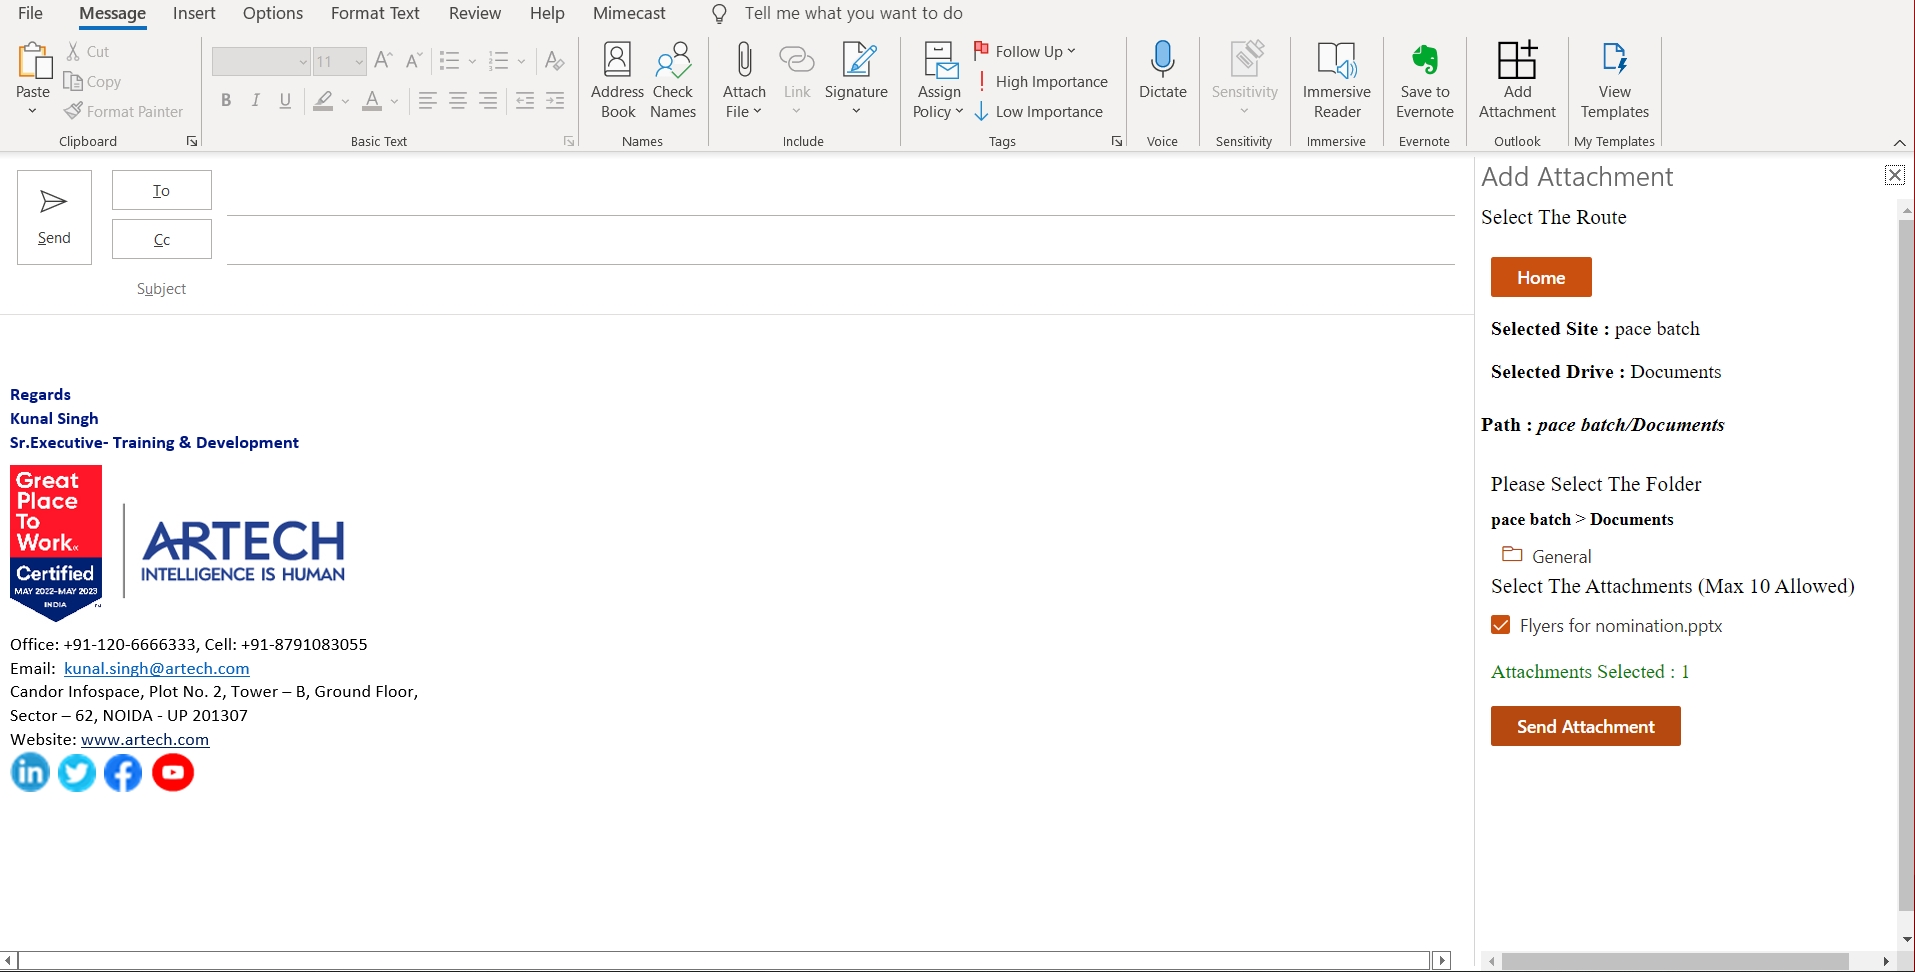 File Message Insert Options Format Text Review Help Mimecast Tell me what you want to do
Paste
Cut
Copy
Format Painter
Clipboard
11
B I U
Basic Text
Address Book
Check Names
Names
Attach File
Link
Signature
Include
Assign Policy
Follow Up
High Importance
Low Importance
Tags
Dictate
Voice
Sensitivity
Sensitivity
Immersive Reader
Immersive
Save to Evernote
Evernote
Add Attachment
Outlook
View Templates
My Templates
Send
To
Cc
Subject
Regards
Kunal Singh
Sr.Executive- Training & Development
Great
Place
To
Work.
Certified
MAY 2022-MAY 2023
INDIA
ARTECH
INTELLIGENCE IS HUMAN
Office: +91-120-6666333, Cell: +91-8791083055
Email: kunal.singh@artech.com
Candor Infospace, Plot No. 2, Tower – B, Ground Floor,
Sector – 62, NOIDA - UP 201307
Website: www.artech.com
in
Add Attachment
Select The Route
Home
Selected Site : pace batch
Selected Drive : Documents
Path : pace batch/Documents
Please Select The Folder
pace batch > Documents
General
Select The Attachments (Max 10 Allowed)
Flyers for nomination.pptx
Attachments Selected : 1
Send Attachment